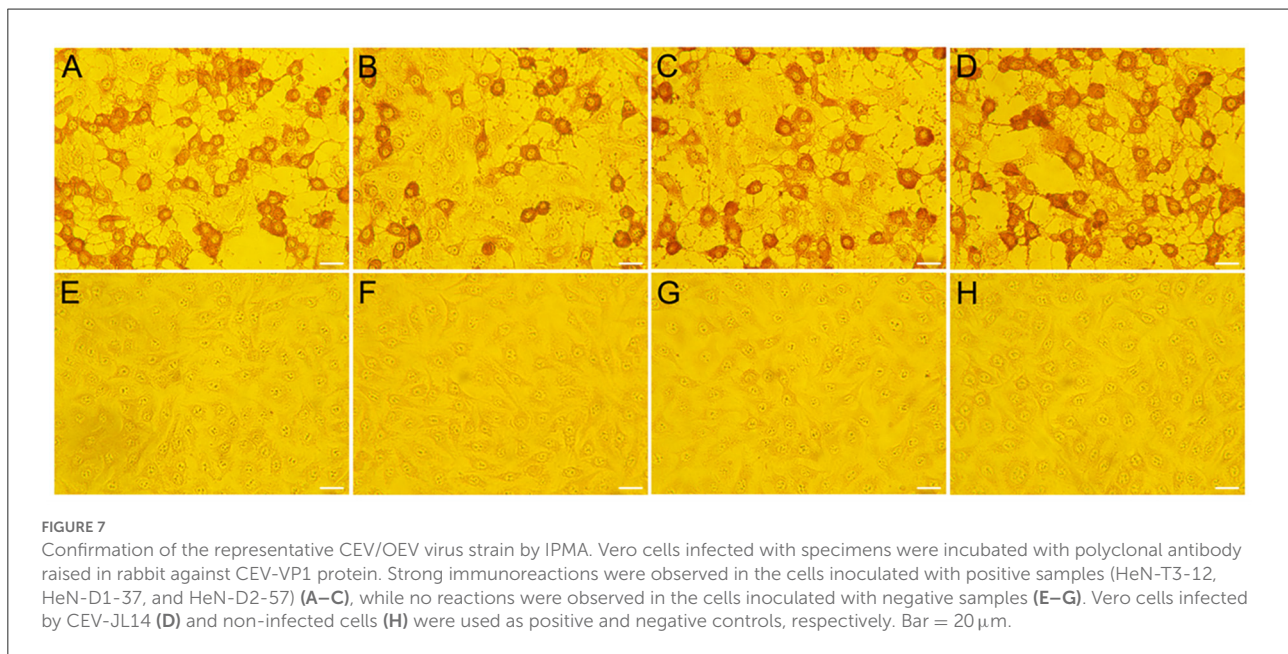 A B C D
E F G H
FIGURE 7
Confirmation of the representative CEV/OEV virus strain by IPMA. Vero cells infected with specimens were incubated with polyclonal antibody
raised in rabbit against CEV-VP1 protein. Strong immunoreactions were observed in the cells inoculated with positive samples (HeN-T3-12,
HeN-D1-37, and HeN-D2-57) (A–C), while no reactions were observed in the cells inoculated with negative samples (E–G). Vero cells infected
by CEV-JL14 (D) and non-infected cells (H) were used as positive and negative controls, respectively. Bar = 20 μm.